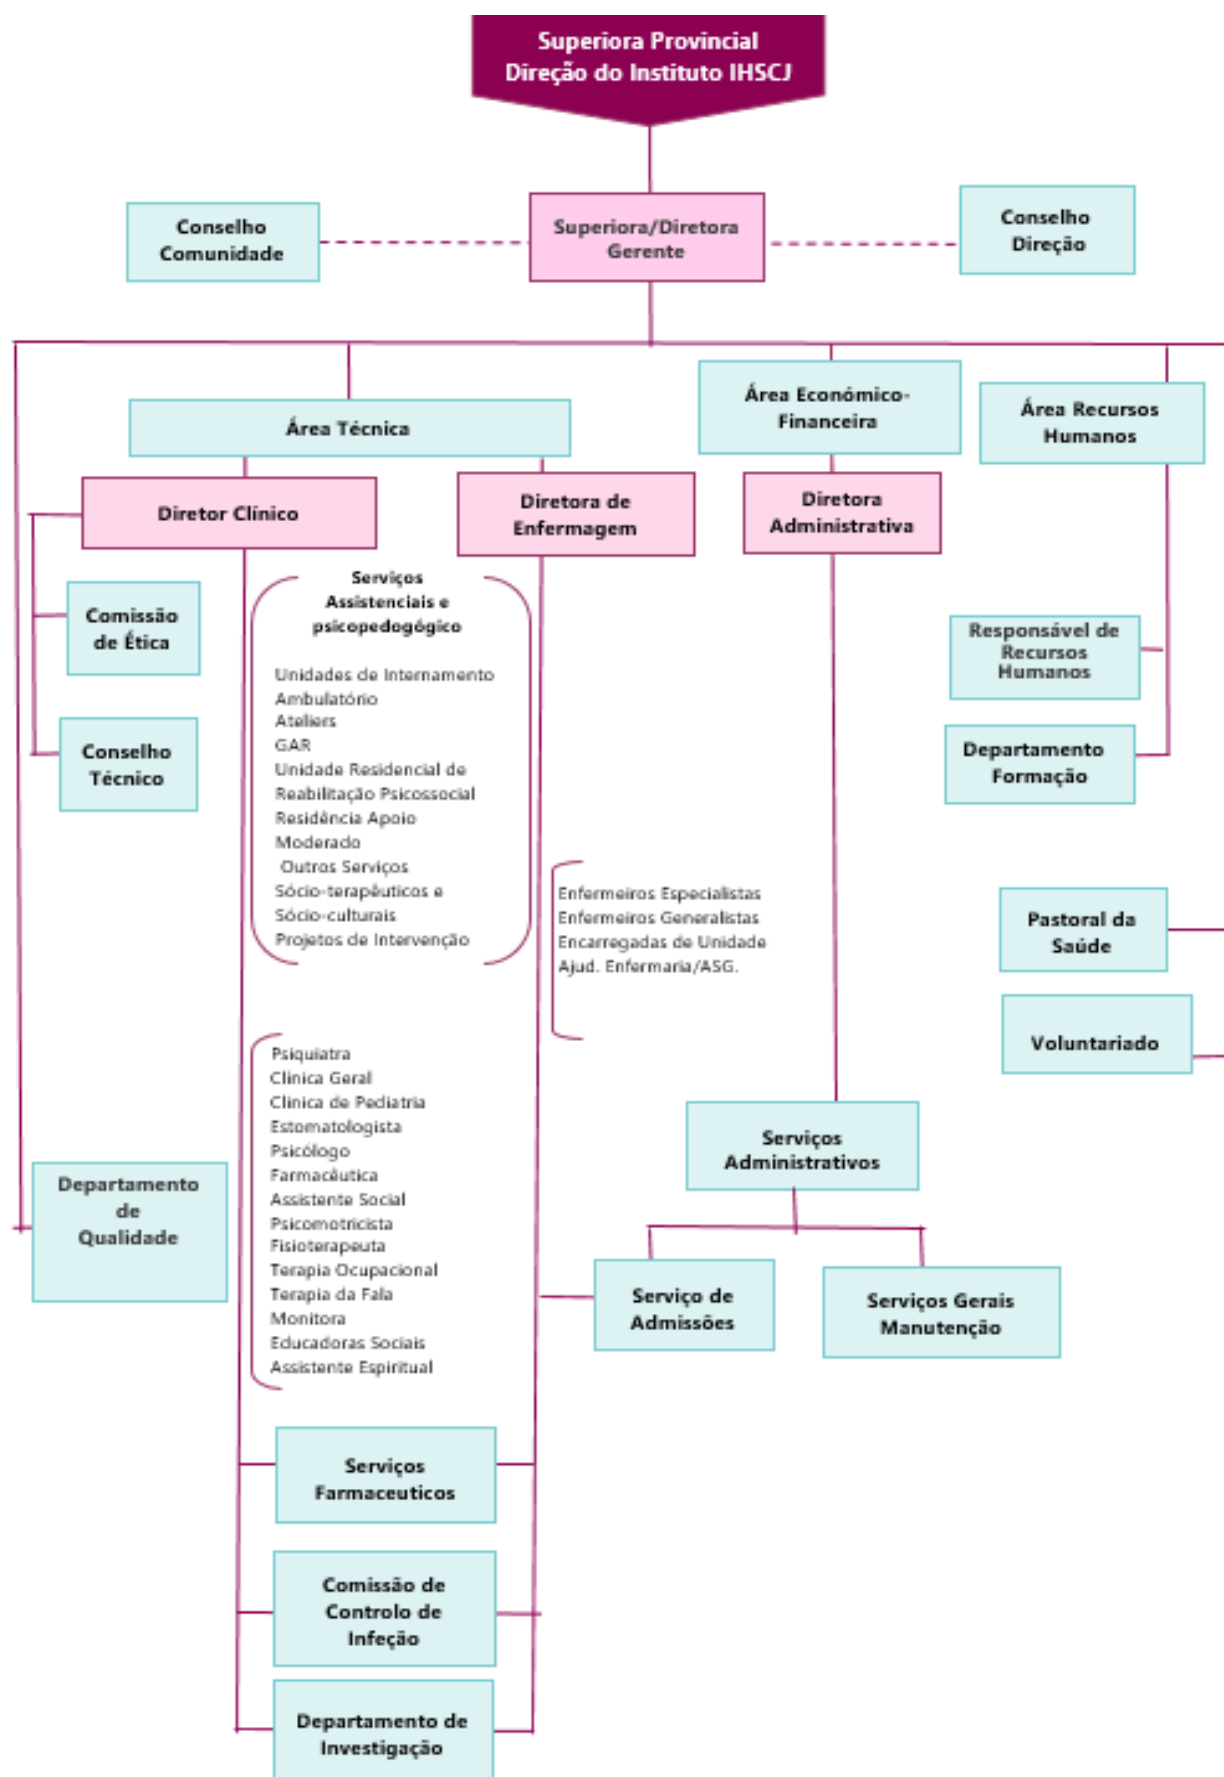 Superiora Provincial
Direção do Instituto IHSCJ
Conselho
Comunidade
Superiora/Diretora
Gerente
Conselho
Direção
Área Técnica
Área Económico-
Financeira
Área Recursos
Humanos
Diretor Clínico
Diretora de
Enfermagem
Diretora
Administrativa
Comissão
de Ética
Conselho
Técnico
Serviços
Assistenciais e
psicopedogógico
Unidades de Internamento
Ambulatório
Ateliers
GAR
Unidade Residencial de
Reabilitação Psicossocial
Residência Apoio
Moderado
Outros Serviços
Sócio-terapêuticos e
Sócio-culturais
Projetos de Intervenção
Responsável de
Recursos
Humanos
Departamento
Formação
Enfermeiros Especialistas
Enfermeiros Generalistas
Encarregadas de Unidade
Ajud. Enfermaria/ASG.
Pastoral da
Saúde
Voluntariado
Psiquiatra
Clinica Geral
Clinica de Pediatria
Estomatologista
Psicólogo
Farmacêutica
Assistente Social
Psicomotricista
Fisioterapeuta
Terapia Ocupacional
Terapia da Fala
Monitora
Educadoras Sociais
Assistente Espiritual
Serviços
Administrativos
Departamento
de
Qualidade
Serviço de
Admissões
Serviços Gerais
Manutenção
Serviços
Farmaceuticos
Comissão de
Controlo de
Infeção
Departamento de
Investigação